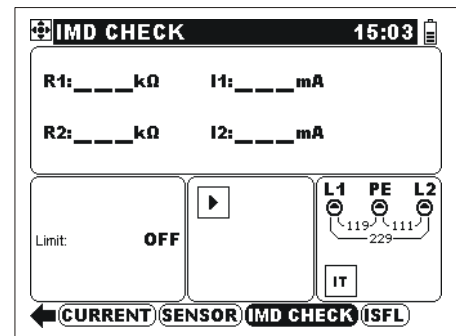 IMD CHECK 15:03
R1:___kΩ I1:___mA
R2:___kΩ I2:___mA
L1 PE L2
119 111
229
Limit: OFF
IT
CURRENT SENSOR IMD CHECK ISFL